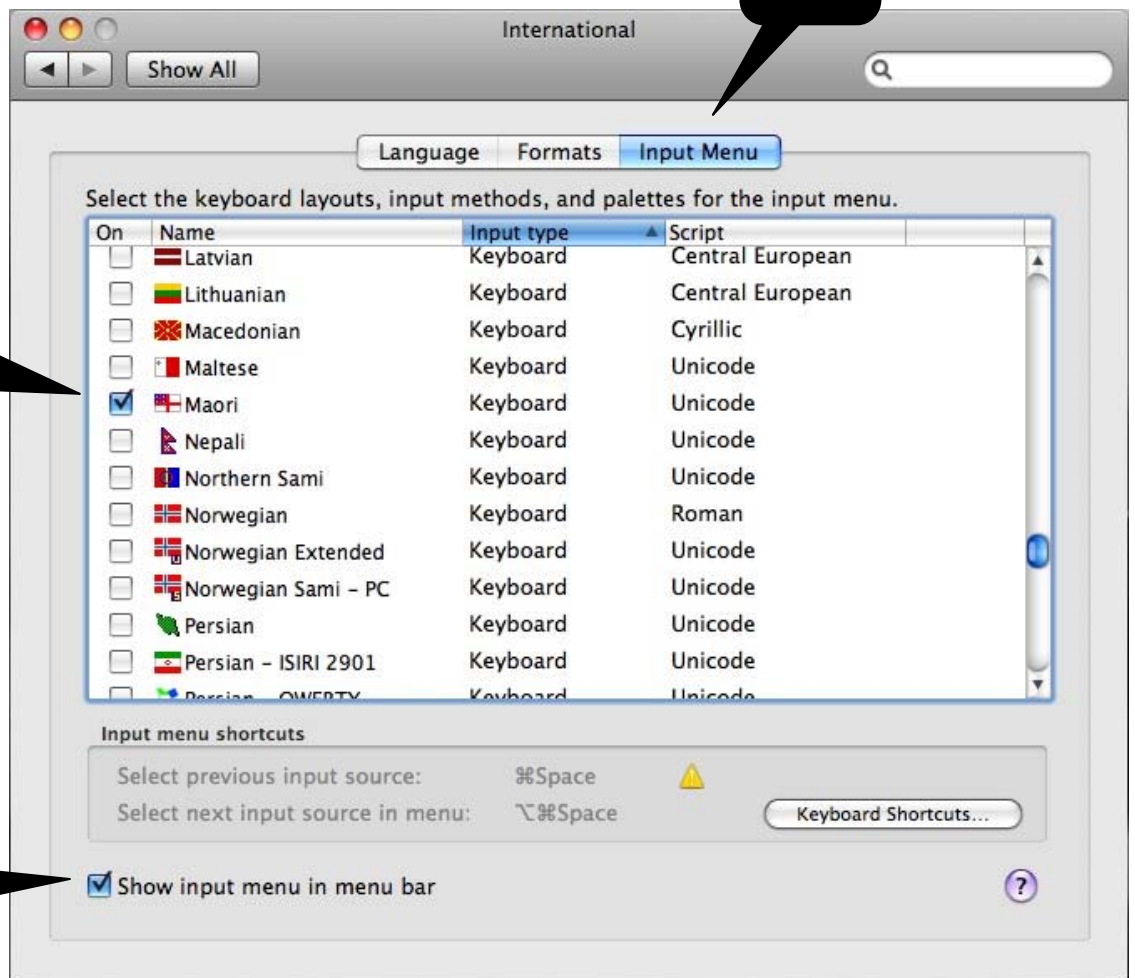 International
Show All
Language Formats Input Menu
Select the keyboard layouts, input methods, and palettes for the input menu.
On Name Input type Script
Latvian Keyboard Central European
Lithuanian Keyboard Central European
Macedonian Keyboard Cyrillic
Maltese Keyboard Unicode
Maori Keyboard Unicode
Nepali Keyboard Unicode
Northern Sami Keyboard Unicode
Norwegian Keyboard Roman
Norwegian Extended Keyboard Unicode
Norwegian Sami – PC Keyboard Unicode
Persian Keyboard Unicode
Persian – ISIRI 2901 Keyboard Unicode
Persian – QWERTY Keyboard Unicode
Input menu shortcuts
Select previous input source: ⌘Space
Select next input source in menu: ⌥⌘Space Keyboard Shortcuts...
Show input menu in menu bar ?